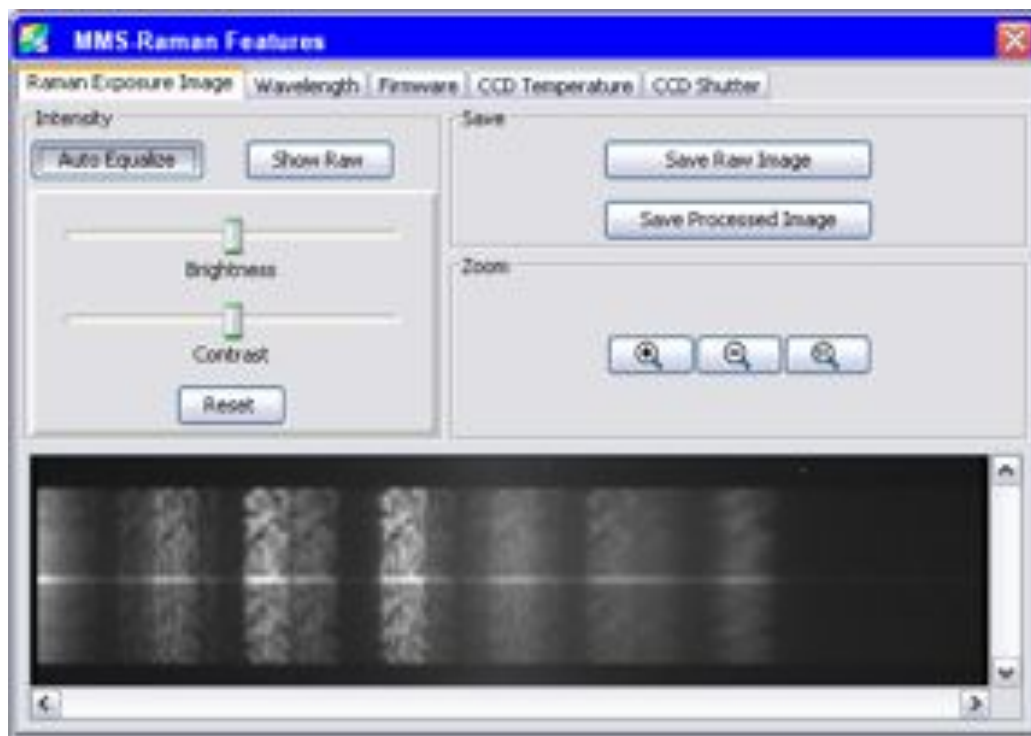 MMS-Raman Features
Raman Exposure Image Wavelength Firmware CCD Temperature CCD Shutter
Intensity
Auto Equalize Show Raw
Brightness
Contrast
Reset
Save
Save Raw Image
Save Processed Image
Zoom